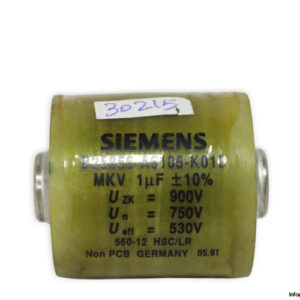 30215
SIEMENS
MKV 1µF ±10%
U ZK = 900V
U n = 750V
U eff = 530V
560-12 HSC/LR
Non PCB GERMANY 05.91